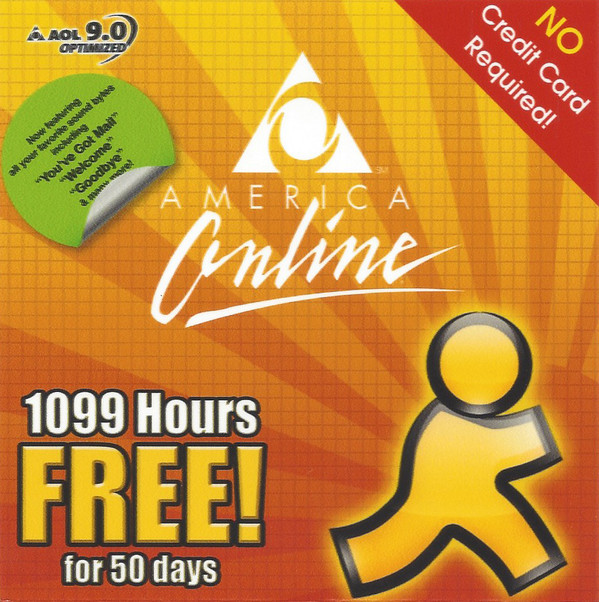 AOL 9.0
OPTIMIZED
NO
Credit Card
Required!
Now featuring
all your favorite sound bytes
including
"You've Got Mail"
"Welcome"
"Goodbye"
& many more!
SM
AMERICA
Online
1099 Hours
FREE!
for 50 days